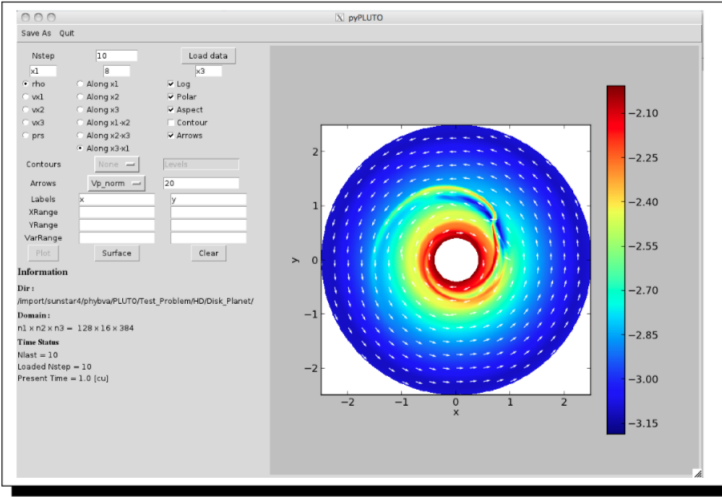 pyPLUTO
Save As Quit
Nstep 10 Load data
x1 8 x3
rho Along x1 Log
vx1 Along x2 Polar
vx2 Along x3 Aspect
vx3 Along x1-x2 Contour
prs Along x2-x3 Arrows
Along x3-x1
Contours None Levels
Arrows Vp_norm 20
Labels x y
XRange
YRange
VarRange
Plot Surface Clear
Information
Dir :
/import/sunstar4/phybva/PLUTO/Test_Problem/HD/Disk_Planet/
Domain :
n1 x n2 x n3 = 128 x 16 x 384
Time Status
Nlast = 10
Loaded Nstep = 10
Present Time = 1.0 [cu]
2
1
0
−1
−2
y
−2 −1 0 1 2
x
−2.10
−2.25
−2.40
−2.55
−2.70
−2.85
−3.00
−3.15